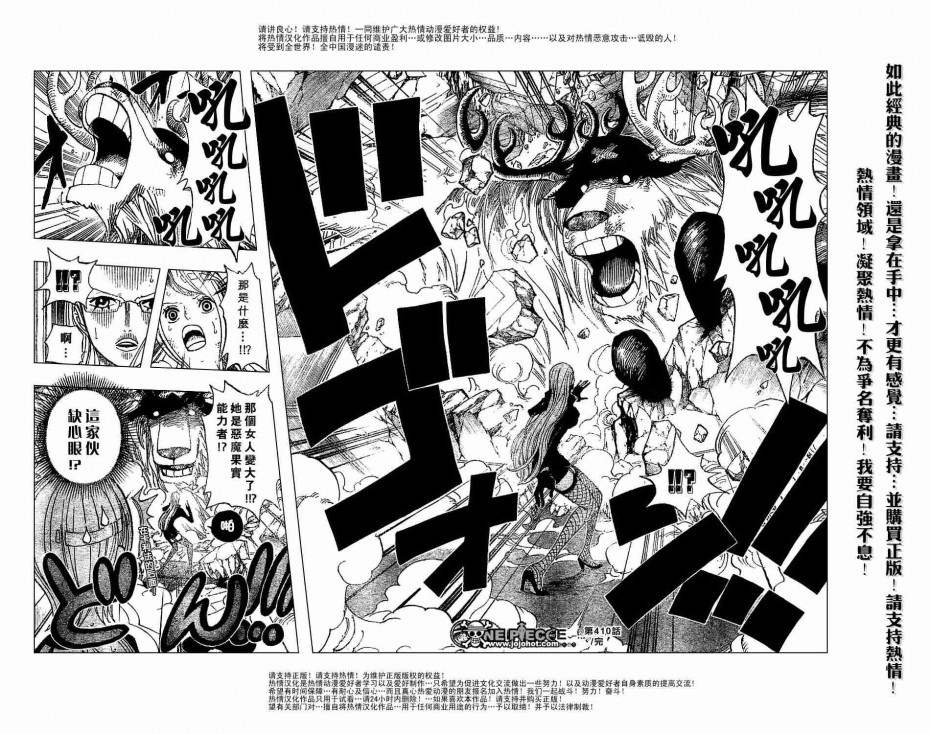 请讲良心！请支持热情！一同维护广大热情动漫爱好者的权益！
将热情汉化作品擅自用于任何商业盈利…或修改图片大小…品质…内容……以及对热情恶意攻击…诋毁的人！
将受到全世界！全中国漫迷的谴责！
如此經典的漫畫！還是拿在手中…才更有感覺…請支持…並購買正版！請支持熱情！
熱情領域！凝聚熱情！不為爭名奪利！我要自強不息！
吼吼吼吼吼
ドゴオン!!!
!!?
吼吼吼吼吼
那是什麼…!!?
!!?
啊…
那個女人變大了!!?
她是惡魔果實
能力者!?
這家伙
缺心眼!?
啪
どん!!!
ONE PIECE
www.jojohot.com
第410話
/完
请支持正版！请支持热情！为维护正版版权的权益！
热情汉化是热情动漫爱好者学习以及爱好制作…只希望为促进文化交流做出一些努力！以及动漫爱好者自身素质的提高交流！
希望有时间保障…有耐心及信心…而且真心热爱动漫的朋友报名加入热情！我们一起战斗！努力！奋斗！
热情汉化作品只用于试看…请24小时内删除！…如果喜欢本作品！请支持并购买正版！
望有关部门对…擅自将热情汉化作品…用于任何商业用途的行为…予以取缔！并予以法律制裁！